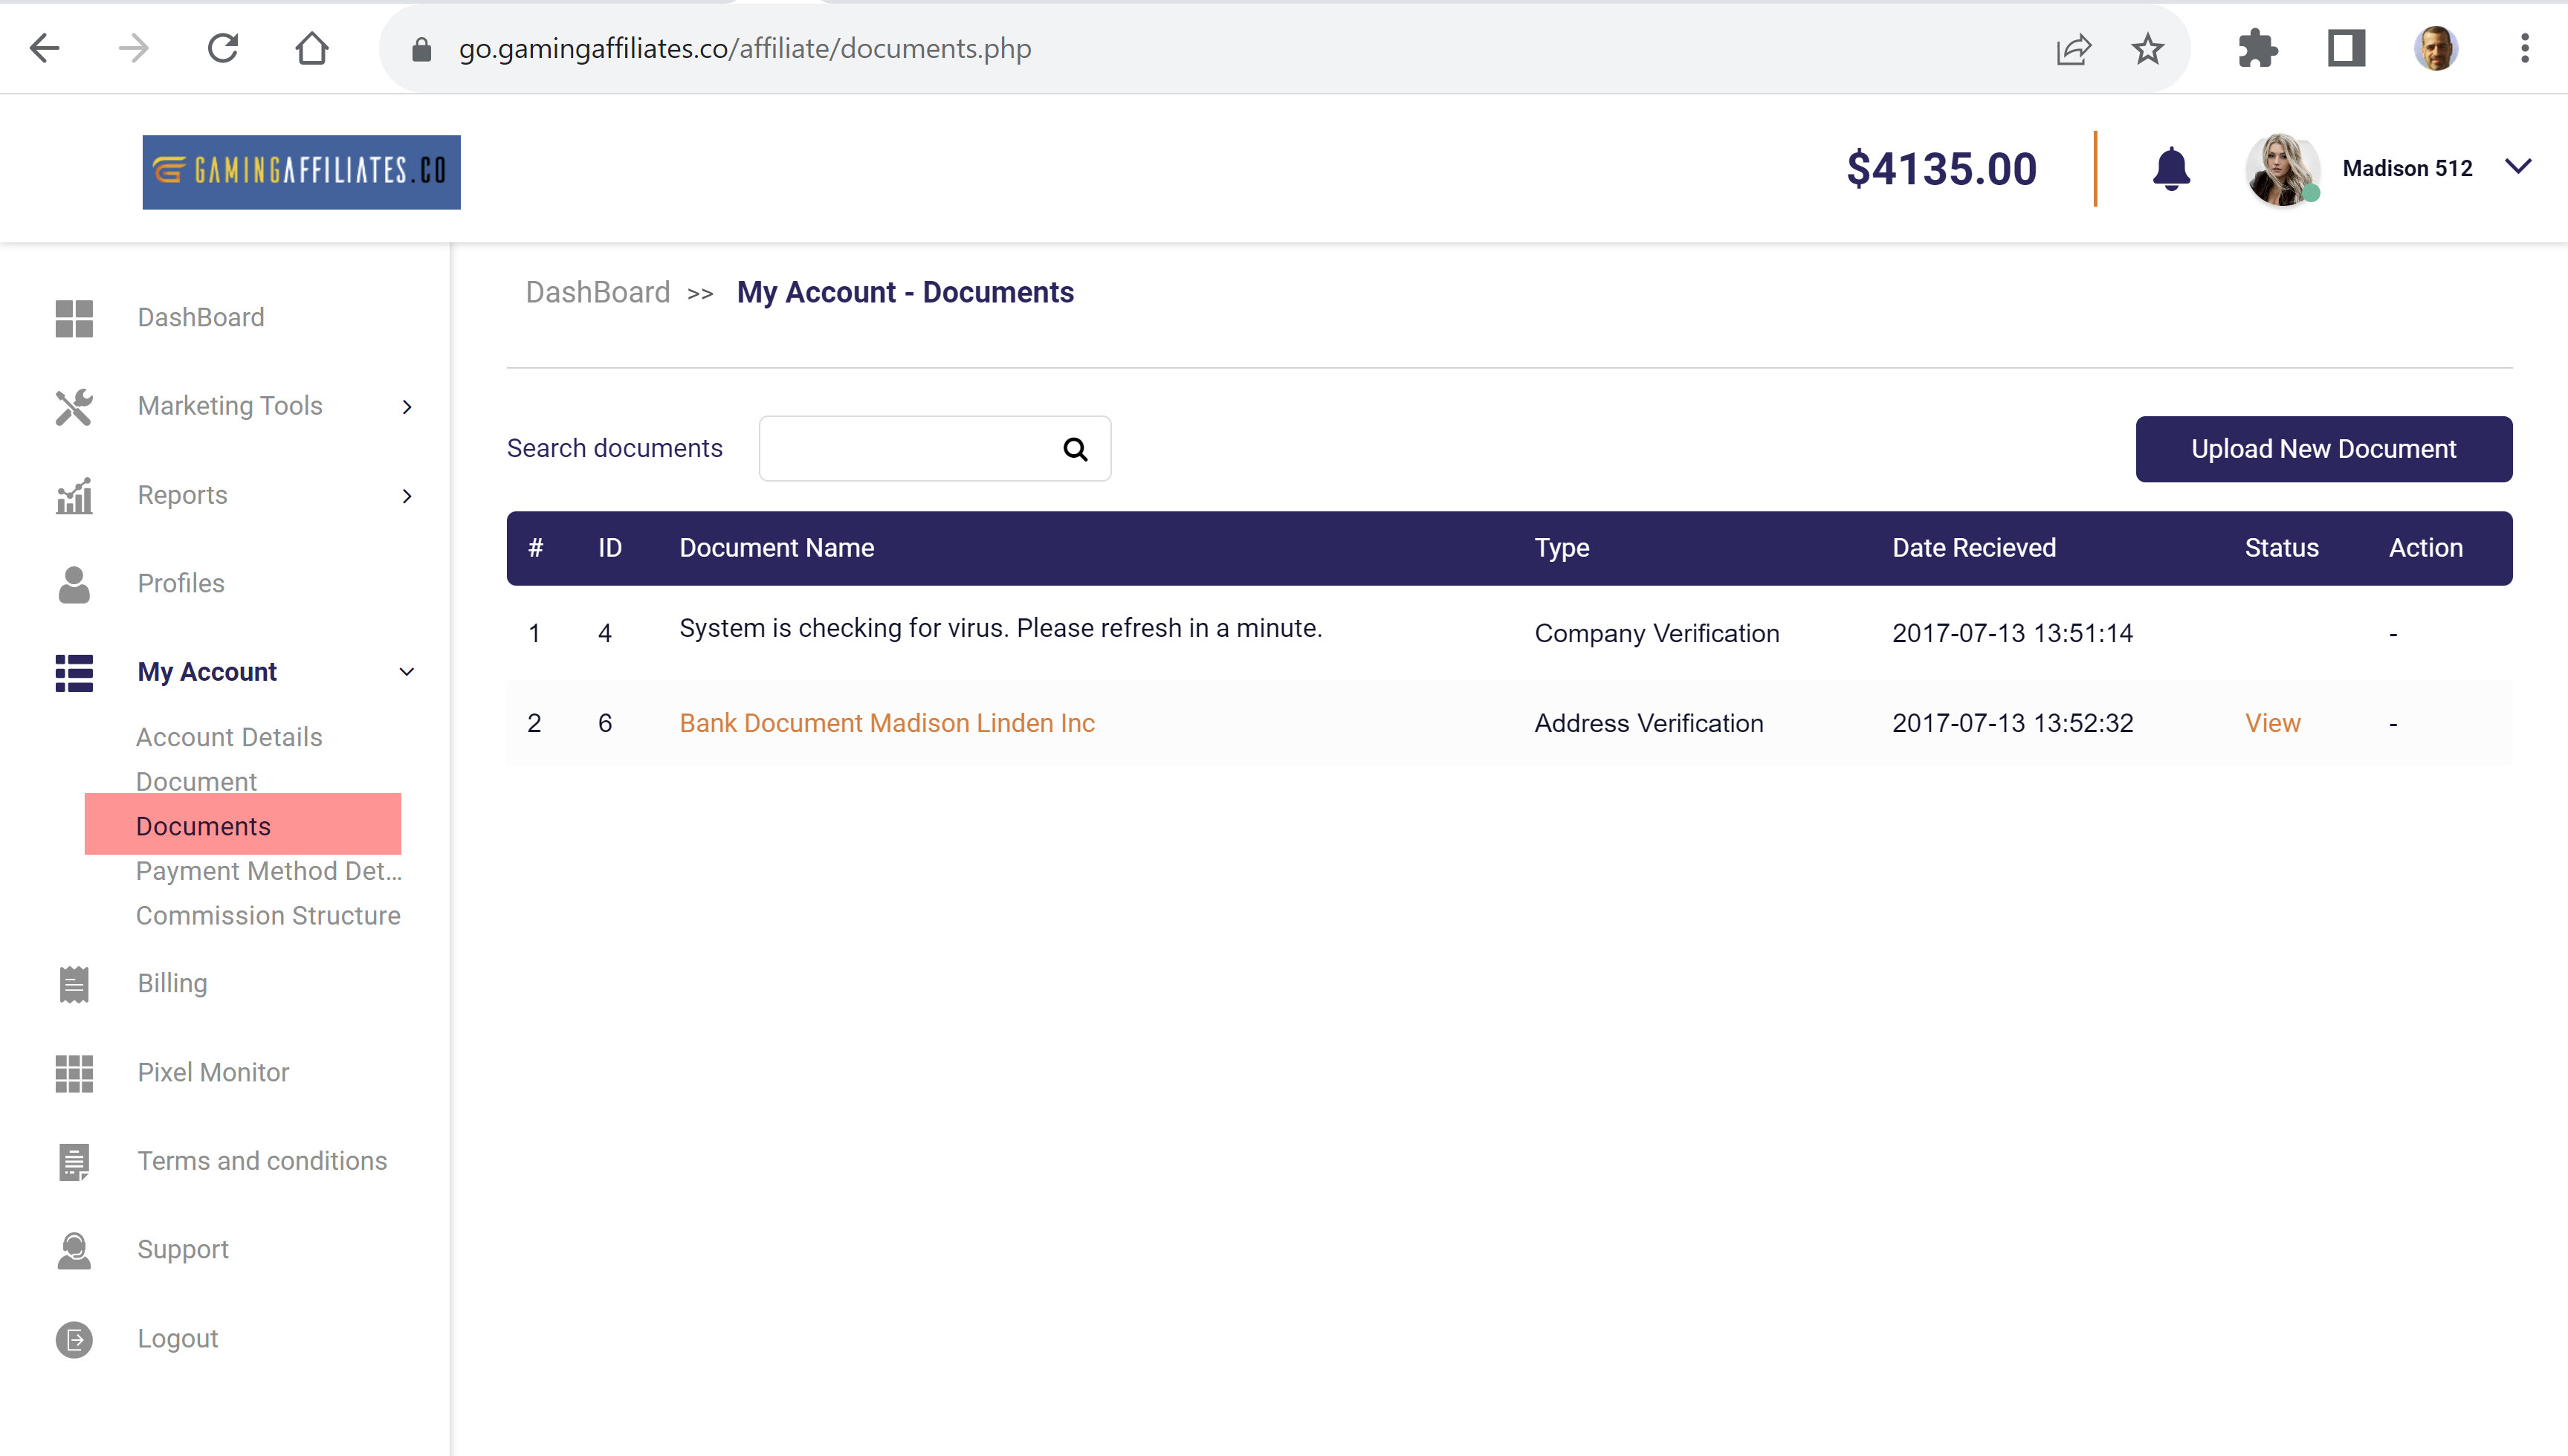 go.gamingaffiliates.co/affiliate/documents.php
GAMINGAFFILIATES.CO
$4135.00
Madison 512
DashBoard
Marketing Tools
Reports
Profiles
My Account
Account Details
Document
Documents
Payment Method Det...
Commission Structure
Billing
Pixel Monitor
Terms and conditions
Support
Logout
DashBoard >> My Account - Documents
Search documents
Upload New Document
# ID Document Name Type Date Recieved Status Action
1 4 System is checking for virus. Please refresh in a minute. Company Verification 2017-07-13 13:51:14 -
2 6 Bank Document Madison Linden Inc Address Verification 2017-07-13 13:52:32 View -